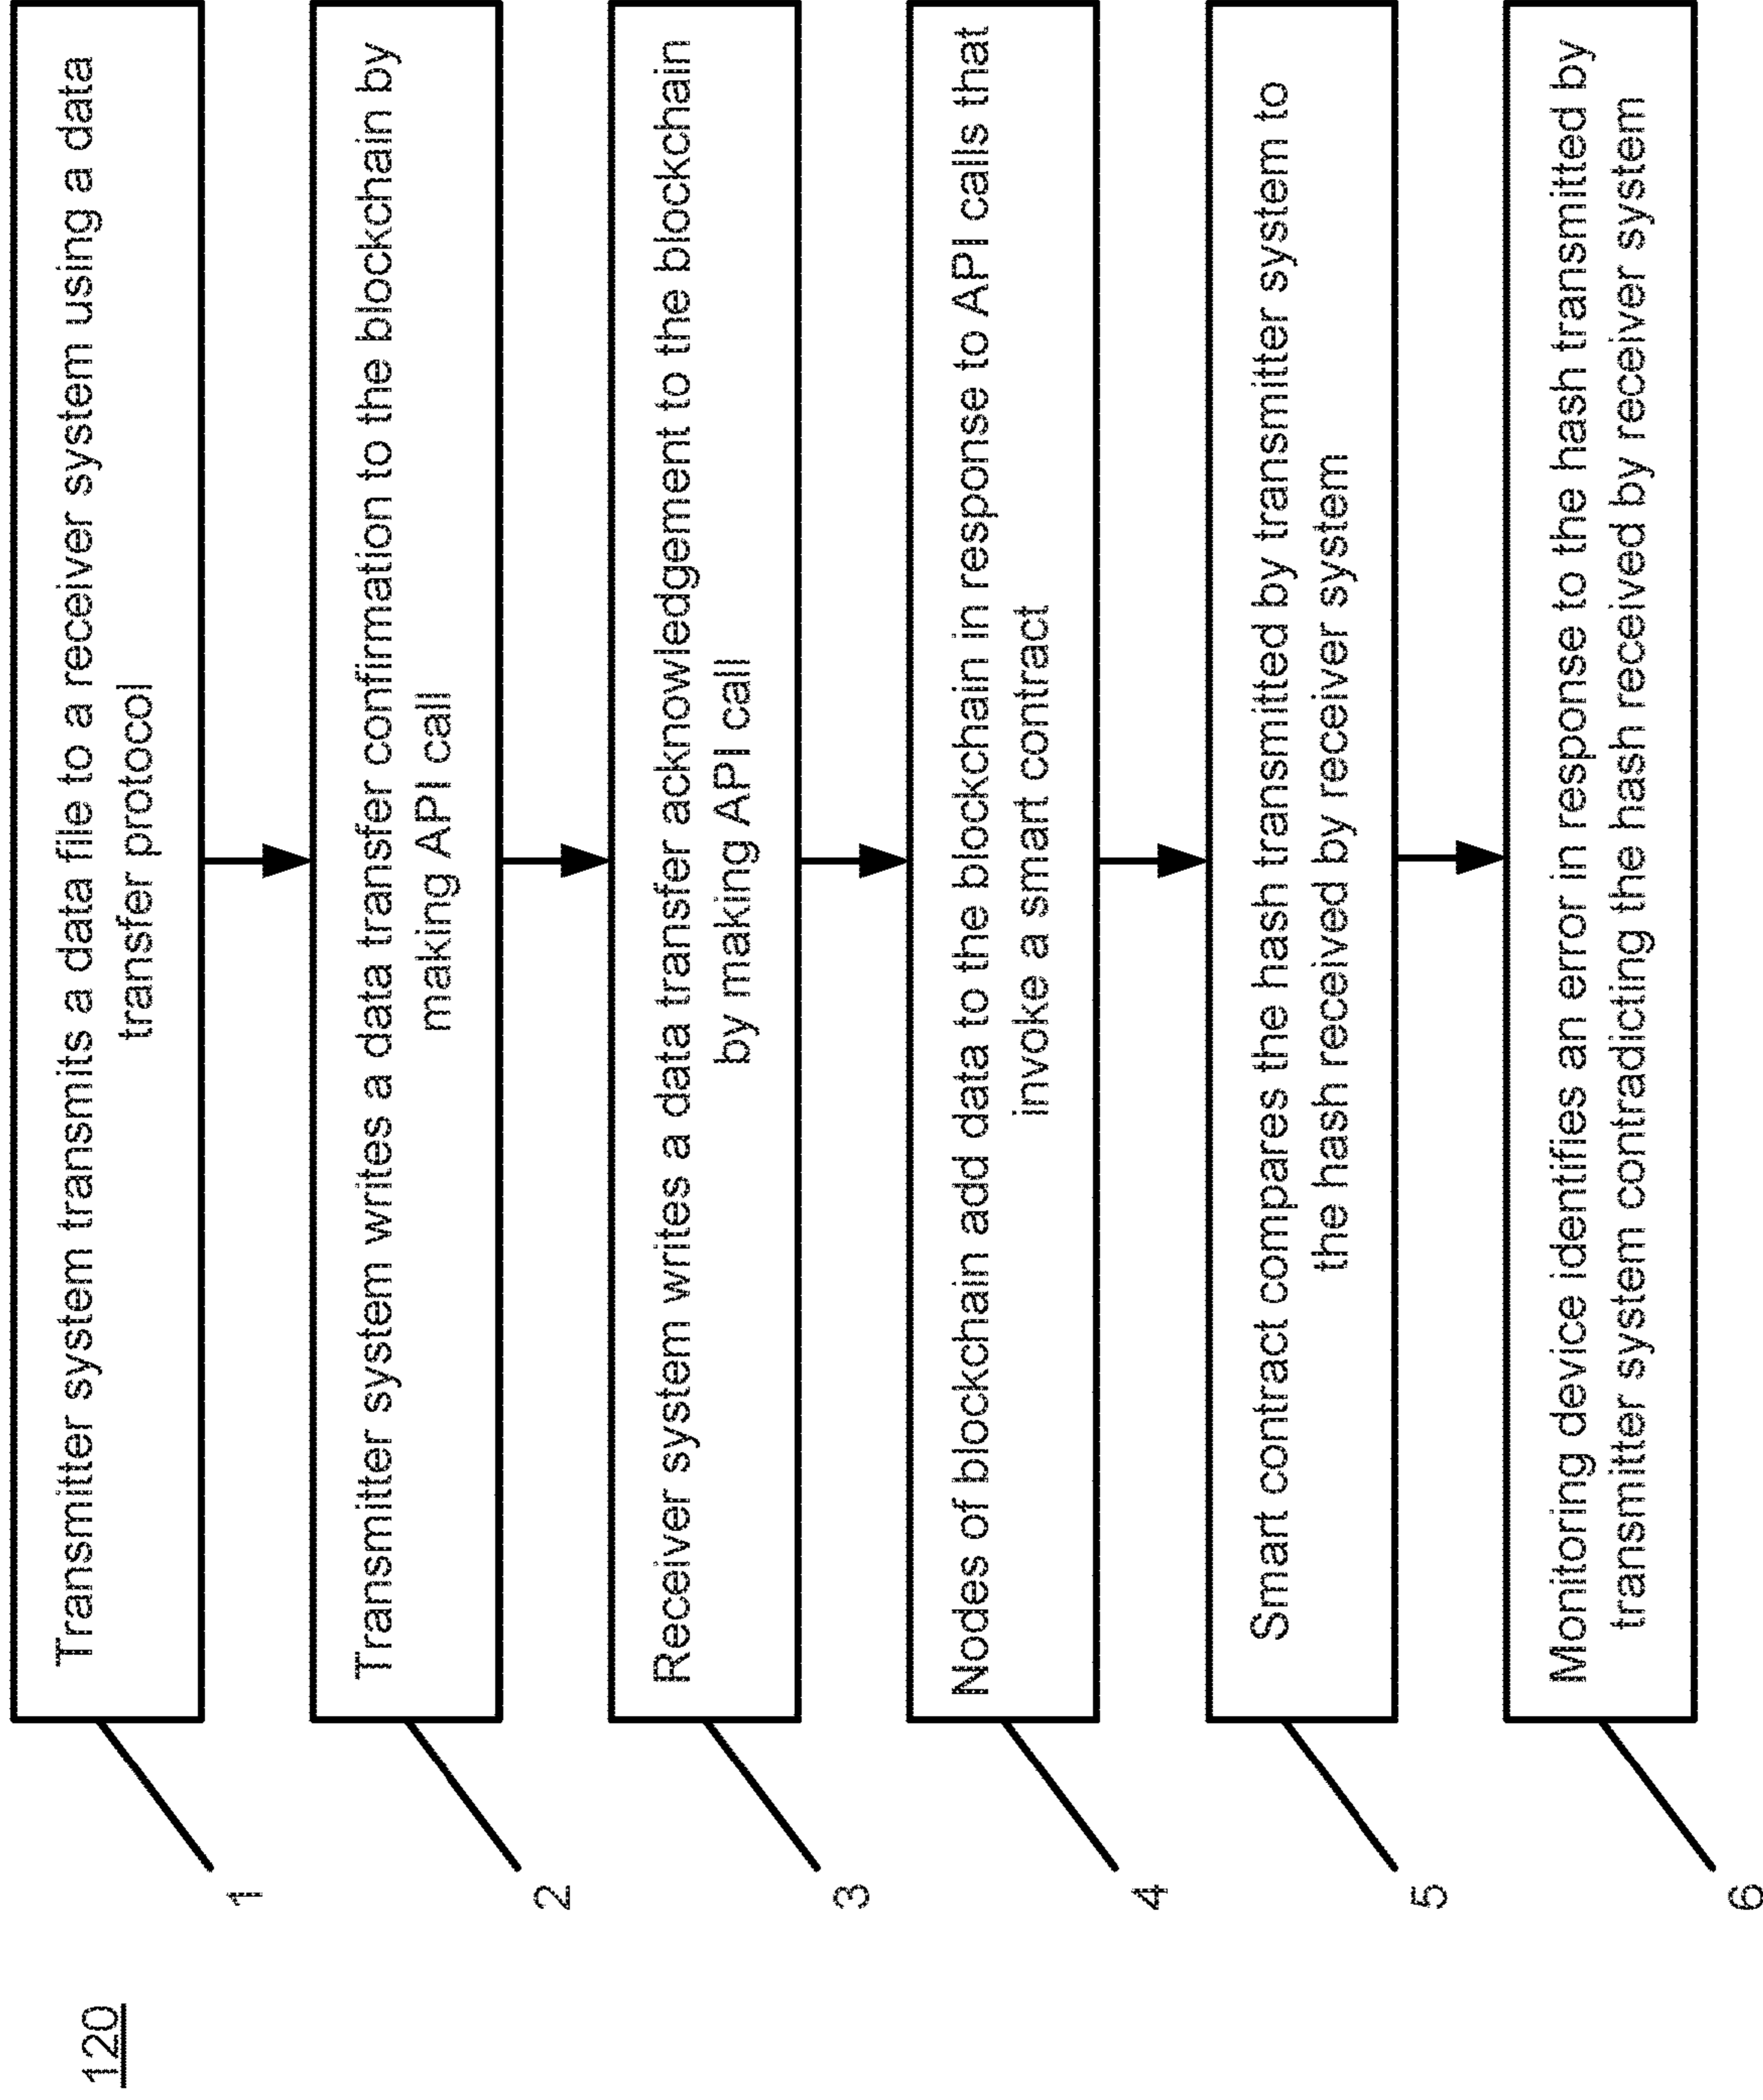 120
1
Transmitter system transmits a data file to a receiver system using a data
transfer protocol
2
Transmitter system writes a data transfer confirmation to the blockchain by
making API call
3
Receiver system writes a data transfer acknowledgement to the blockchain
by making API call
4
Nodes of blockchain add data to the blockchain in response to API calls that
invoke a smart contract
5
Smart contract compares the hash transmitted by transmitter system to
the hash received by receiver system
6
Monitoring device identifies an error in response to the hash transmitted by
transmitter system contradicting the hash received by receiver system